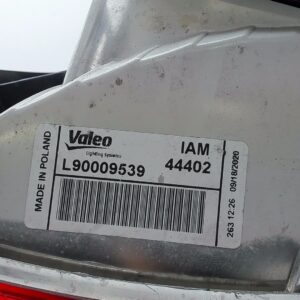 MADE IN POLAND
Valeo
Lighting Systems
IAM
L90009539
44402
263 12:26 09/18/2020